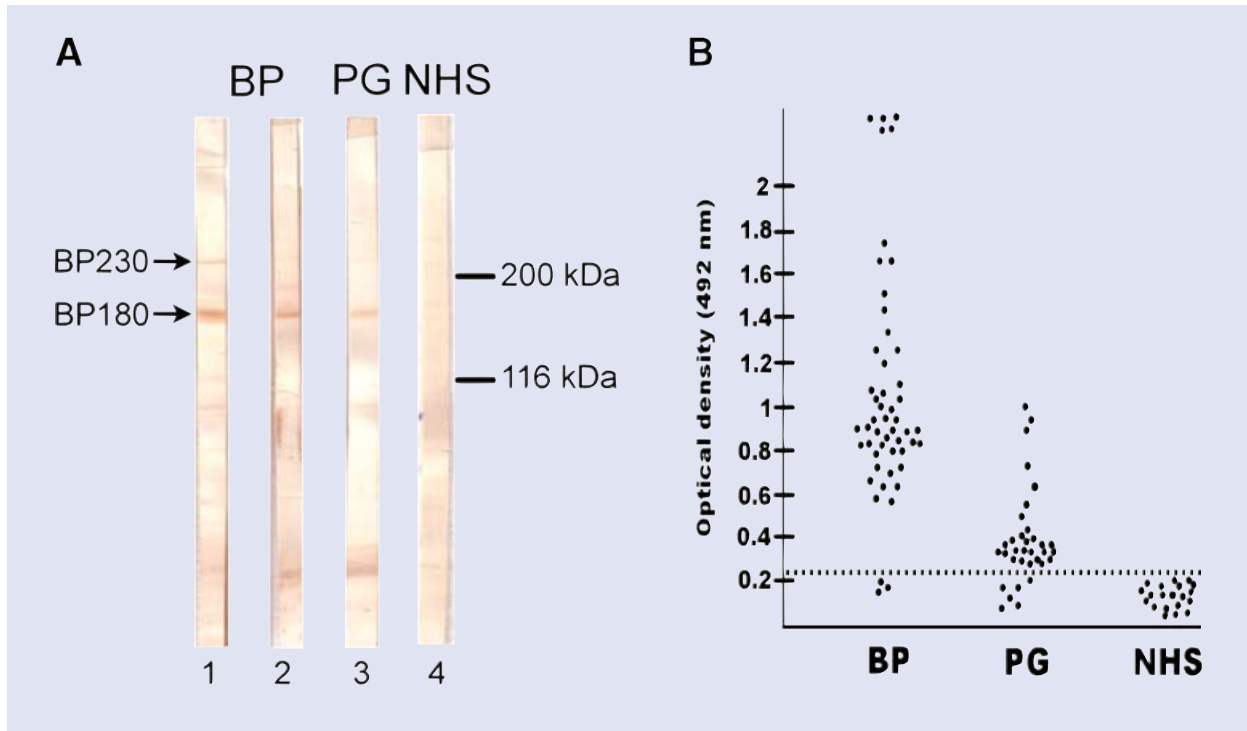 A
BP PG NHS
BP230
BP180
200 kDa
116 kDa
1 2 3 4
B
Optical density (492 nm)
2
1.8
1.6
1.4
1.2
1
0.8
0.6
0.4
0.2
BP PG NHS